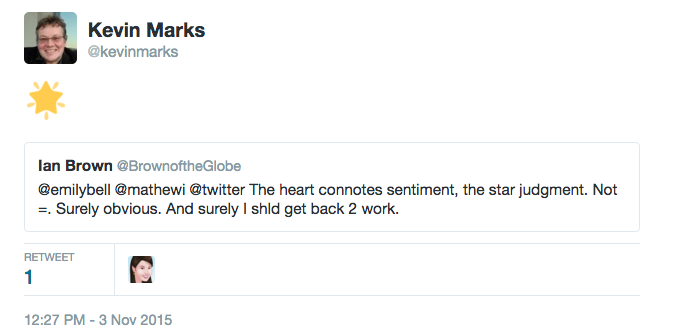 Kevin Marks
@kevinmarks
Ian Brown @BrownoftheGlobe
@emilybell @mathewi @twitter The heart connotes sentiment, the star judgment. Not
=. Surely obvious. And surely I shld get back 2 work.
RETWEET
1
12:27 PM - 3 Nov 2015